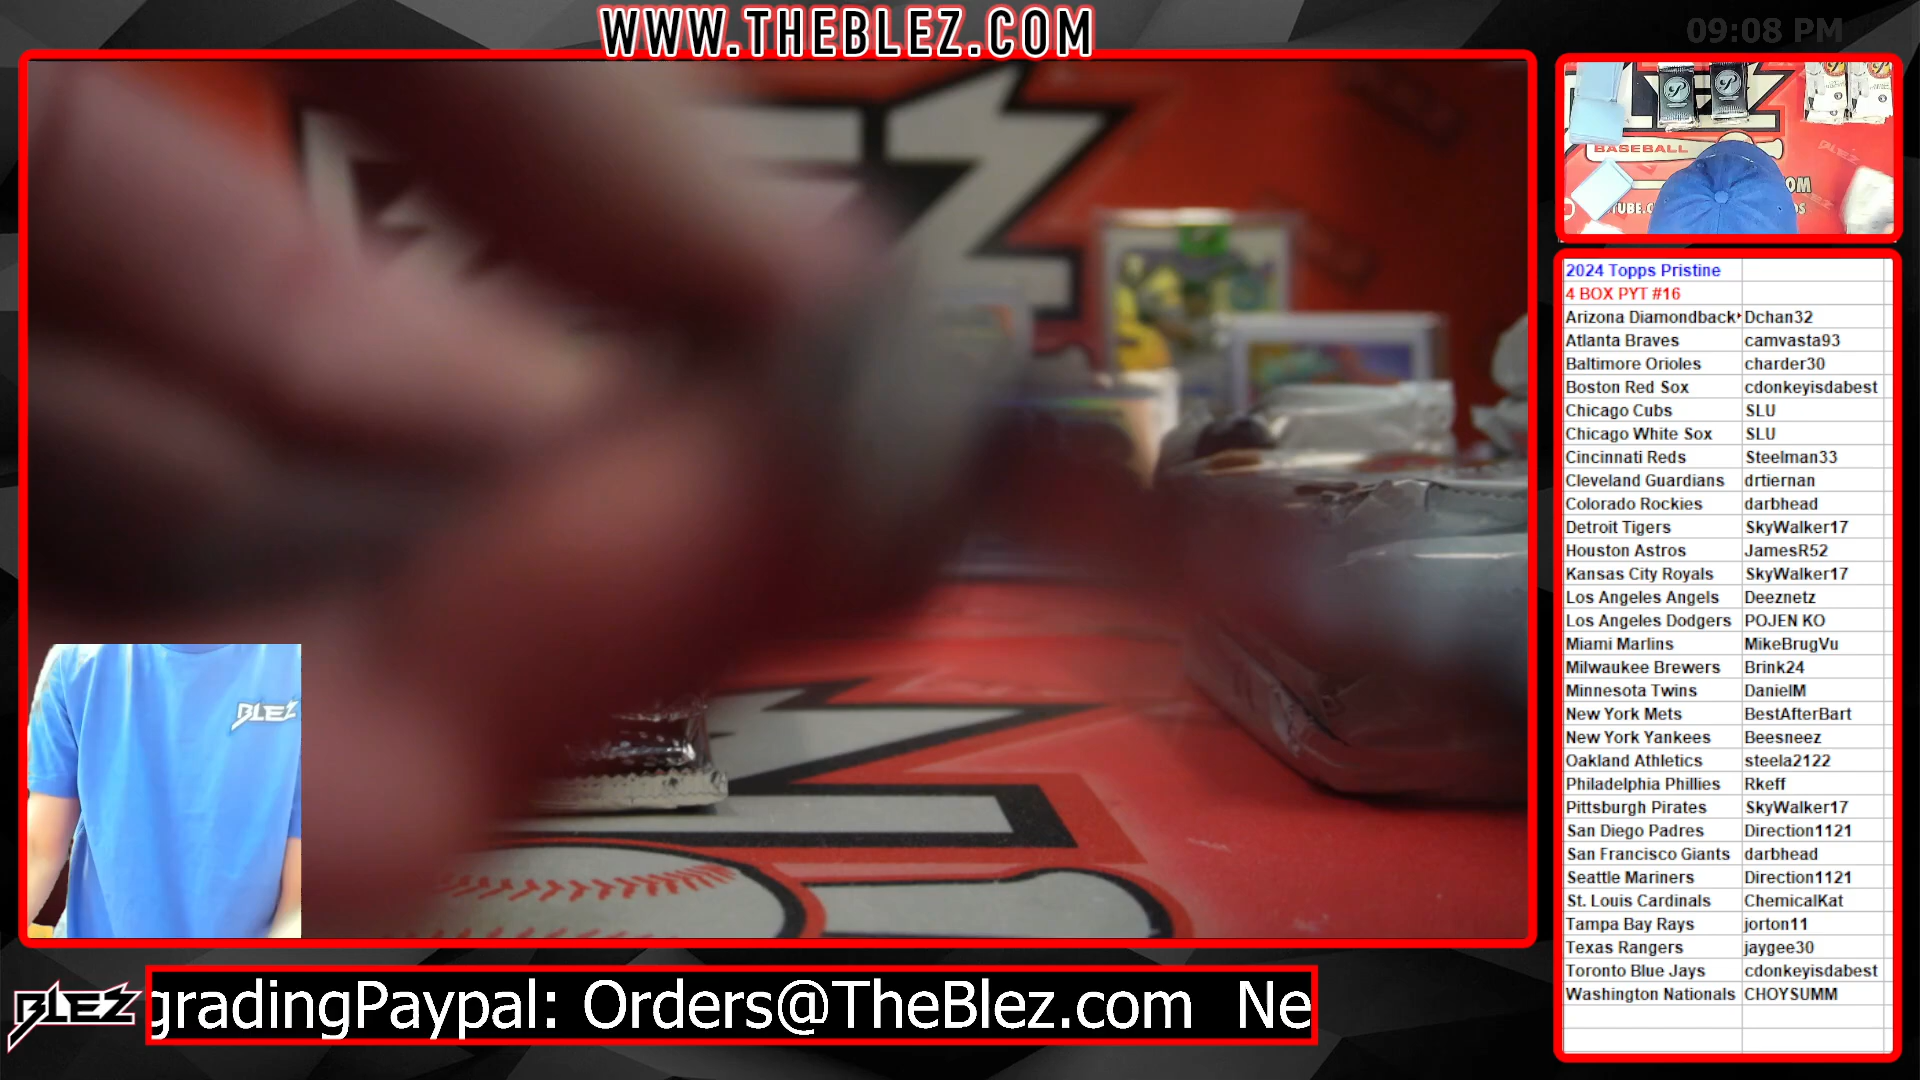 WWW.THEBLEZ.COM
09:08 PM
BASEBALL
2024 Topps Pristine
4 BOX PYT #16
Arizona Diamondback Dchan32
Atlanta Braves camvasta93
Baltimore Orioles charder30
Boston Red Sox cdonkeyisdabest
Chicago Cubs SLU
Chicago White Sox SLU
Cincinnati Reds Steelman33
Cleveland Guardians drtiernan
Colorado Rockies darbhead
Detroit Tigers SkyWalker17
Houston Astros JamesR52
Kansas City Royals SkyWalker17
Los Angeles Angels Deeznetz
Los Angeles Dodgers POJEN KO
Miami Marlins MikeBrugVu
Milwaukee Brewers Brink24
Minnesota Twins DanielM
New York Mets BestAfterBart
New York Yankees Beesneez
Oakland Athletics steela2122
Philadelphia Phillies Rkeff
Pittsburgh Pirates SkyWalker17
San Diego Padres Direction1121
San Francisco Giants darbhead
Seattle Mariners Direction1121
St. Louis Cardinals ChemicalKat
Tampa Bay Rays jorton11
Texas Rangers jaygee30
Toronto Blue Jays cdonkeyisdabest
Washington Nationals CHOYSUMM
BLEZ
BLEZ
gradingPaypal: Orders@TheBlez.com Ne